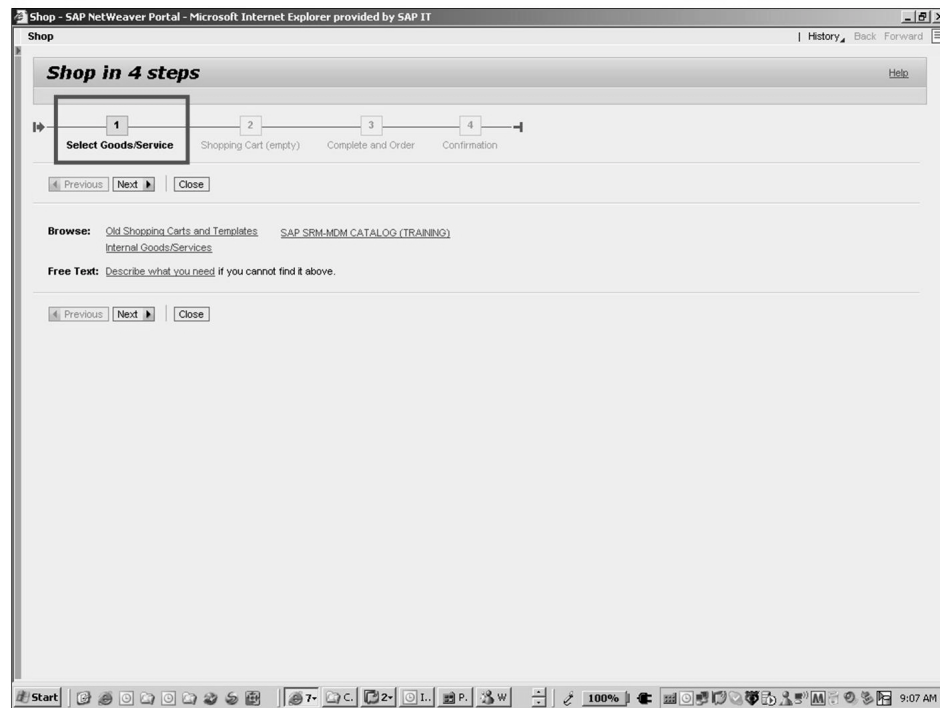 Shop - SAP NetWeaver Portal - Microsoft Internet Explorer provided by SAP IT
Shop | History Back Forward
Shop in 4 steps Help
1 2 3 4
Select Goods/Service Shopping Cart (empty) Complete and Order Confirmation
Previous Next Close
Browse: Old Shopping Carts and Templates SAP SRM-MDM CATALOG (TRAINING)
Internal Goods/Services
Free Text: Describe what you need if you cannot find it above.
Previous Next Close
Start 7 C. 2 I.. P. W 100% 9:07 AM